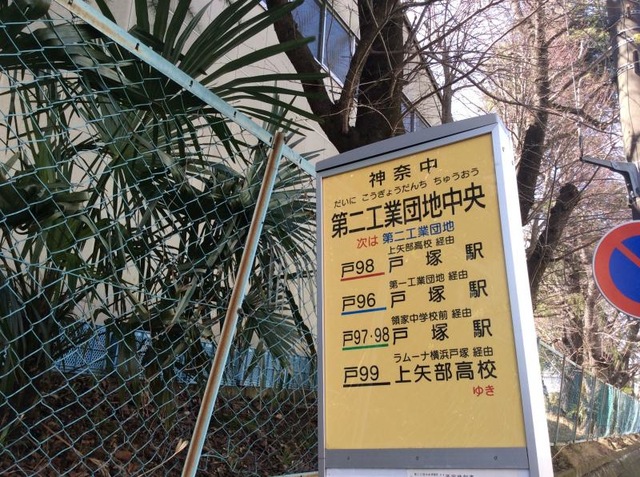 神奈中
だいに こうぎょうだんち ちゅうおう
第二工業団地中央
次は 第二工業団地
上矢部高校 経由
戸98 戸塚駅
第一工業団地 経由
戸96 戸塚駅
領家中学校前 経由
戸97·98 戸塚駅
ラムーナ横浜戸塚 経由
戸99 上矢部高校
ゆき